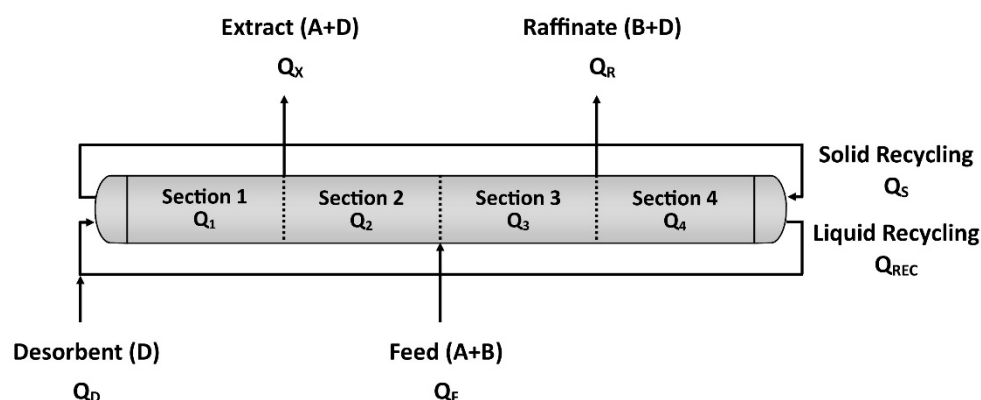 Extract (A+D)
Q_X
Raffinate (B+D)
Q_R
Solid Recycling
Q_S
Section 1
Q_1
Section 2
Q_2
Section 3
Q_3
Section 4
Q_4
Liquid Recycling
Q_REC
Desorbent (D)
Q_D
Feed (A+B)
Q_F